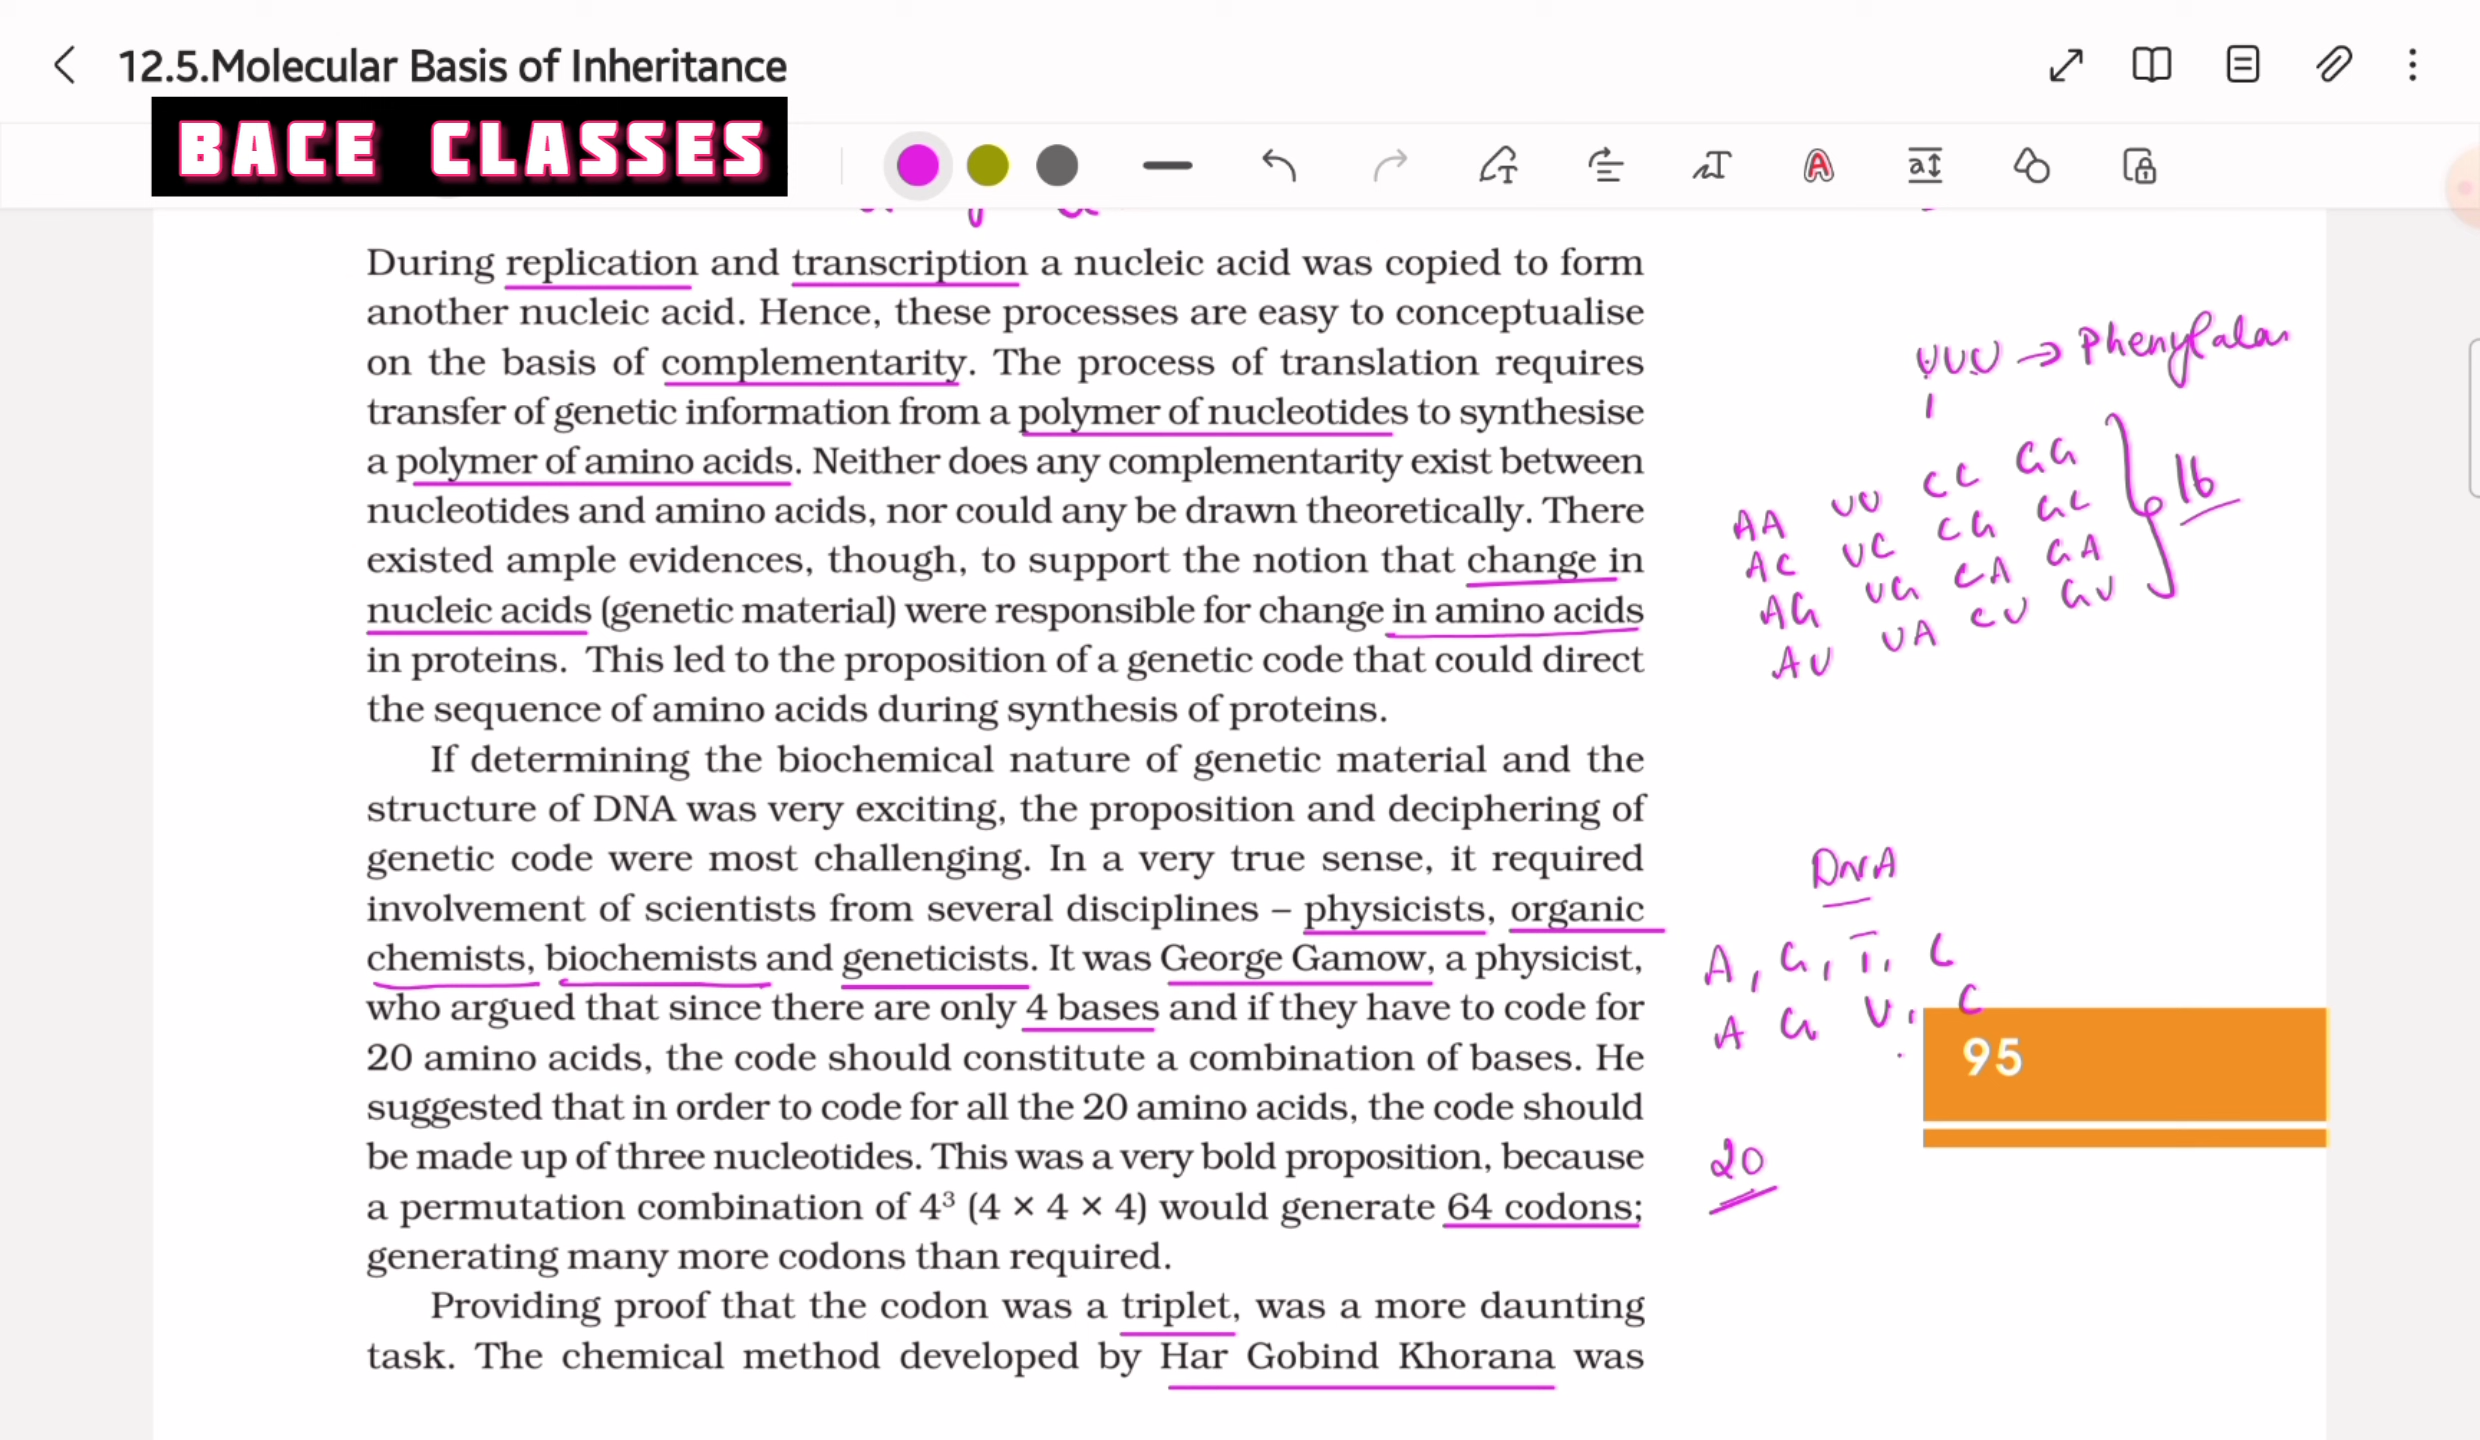 12.5.Molecular Basis of Inheritance
BACE CLASSES
During replication and transcription a nucleic acid was copied to form
another nucleic acid. Hence, these processes are easy to conceptualise
on the basis of complementarity. The process of translation requires
transfer of genetic information from a polymer of nucleotides to synthesise
a polymer of amino acids. Neither does any complementarity exist between
nucleotides and amino acids, nor could any be drawn theoretically. There
existed ample evidences, though, to support the notion that change in
nucleic acids (genetic material) were responsible for change in amino acids
in proteins. This led to the proposition of a genetic code that could direct
the sequence of amino acids during synthesis of proteins.
If determining the biochemical nature of genetic material and the
structure of DNA was very exciting, the proposition and deciphering of
genetic code were most challenging. In a very true sense, it required
involvement of scientists from several disciplines – physicists, organic
chemists, biochemists and geneticists. It was George Gamow, a physicist,
who argued that since there are only 4 bases and if they have to code for
20 amino acids, the code should constitute a combination of bases. He
suggested that in order to code for all the 20 amino acids, the code should
be made up of three nucleotides. This was a very bold proposition, because
a permutation combination of 4³ (4 × 4 × 4) would generate 64 codons;
generating many more codons than required.
Providing proof that the codon was a triplet, was a more daunting
task. The chemical method developed by Har Gobind Khorana was
UUU → Phenylalan
AA UU CC GG
AC UC CG GC
AG UG CA GA
AU UA CU GU
16
DNA
A, G, T, C
A G U, C
95
20